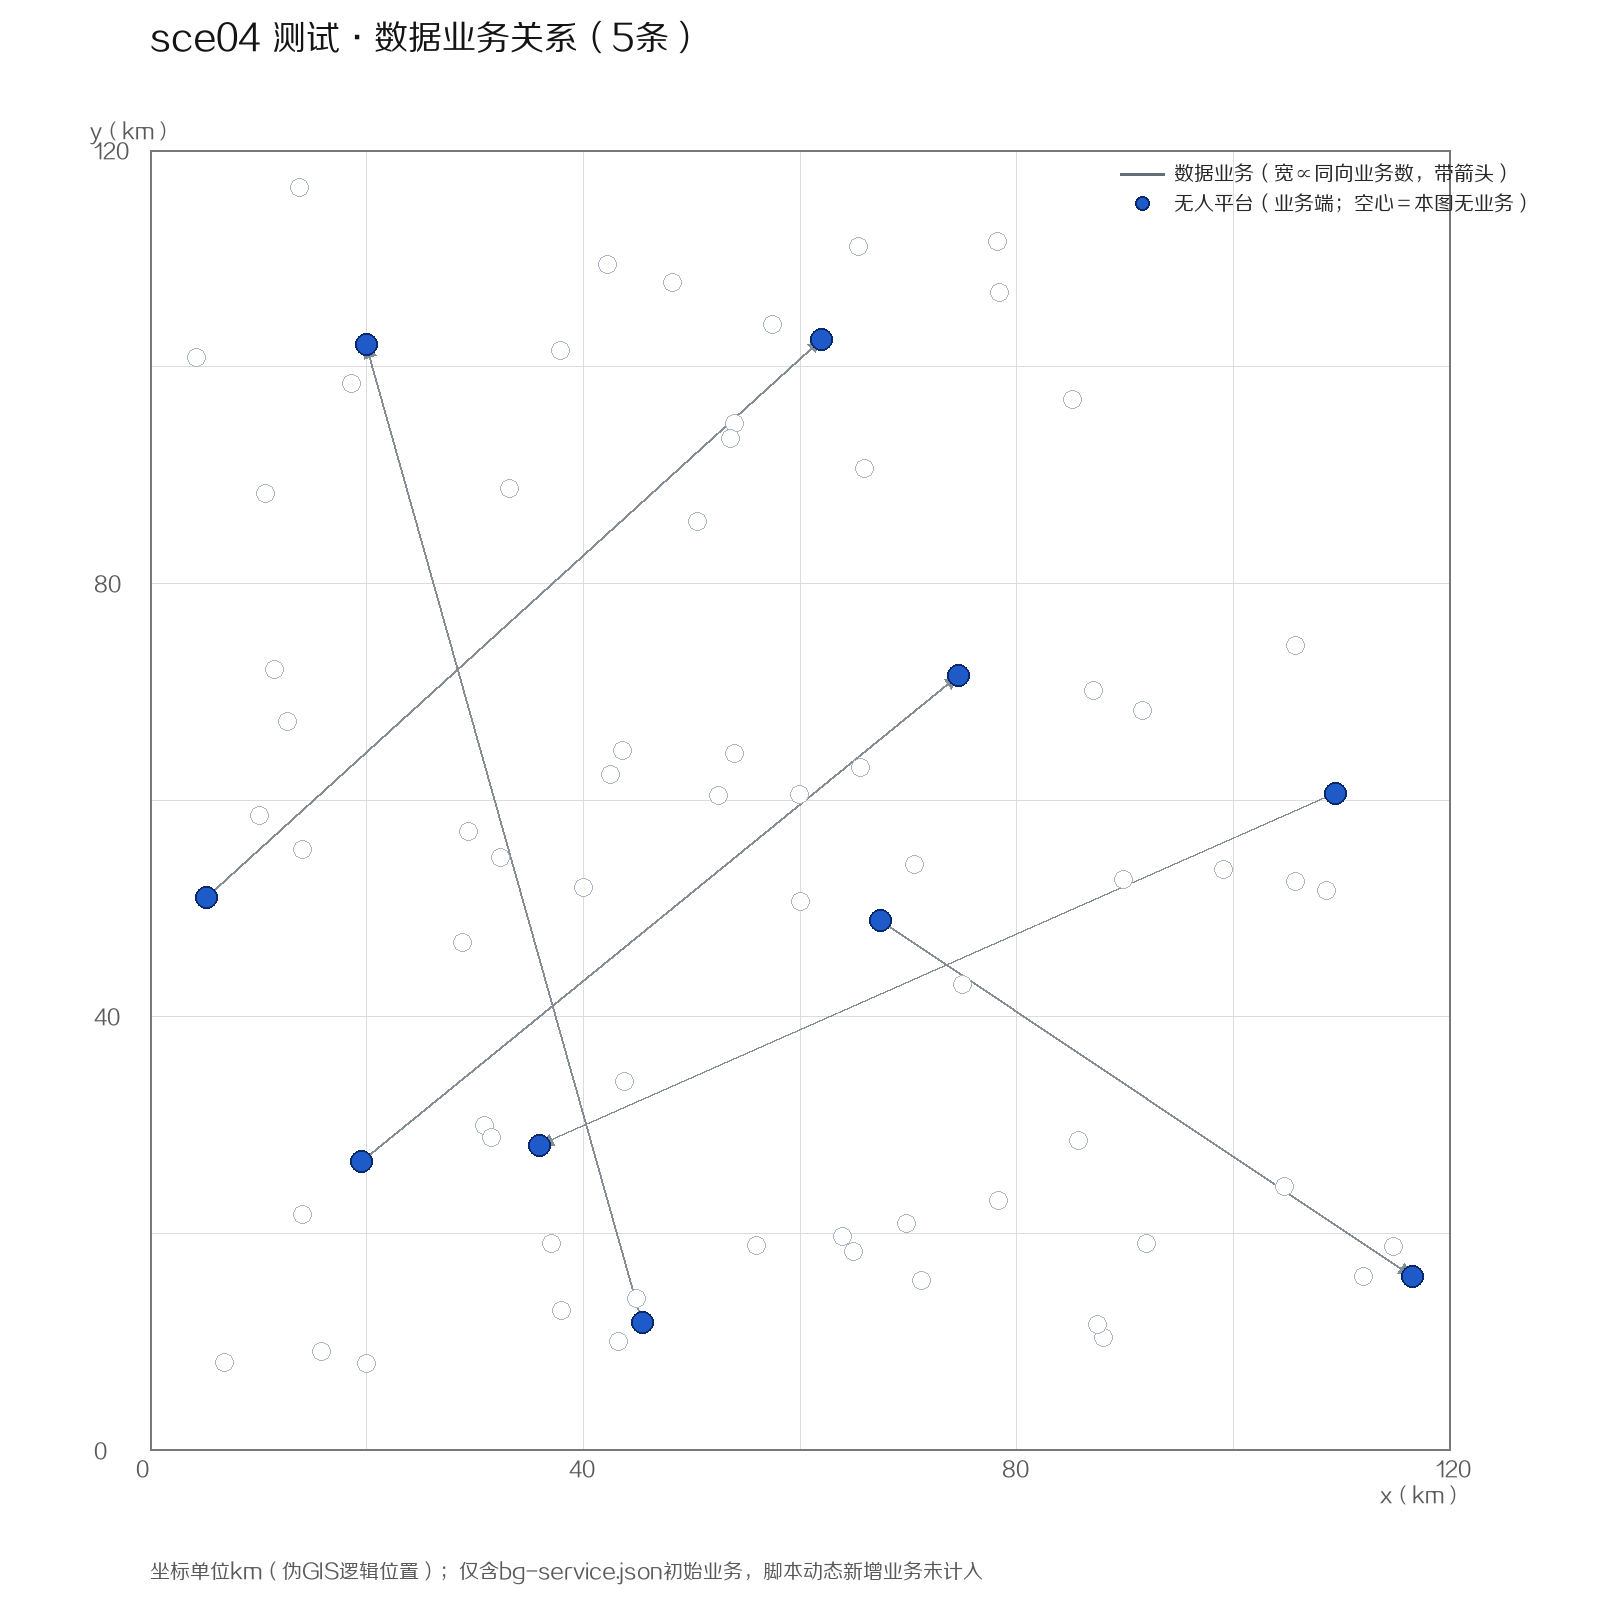 sce04 测试·数据业务关系（5条）
y（km）
120
数据业务（宽∝同向业务数，带箭头）
无人平台（业务端；空心＝本图无业务）
80
40
0
0
40
80
120
x（km）
坐标单位km（伪GIS逻辑位置）；仅含bg-service.json初始业务，脚本动态新增业务未计入